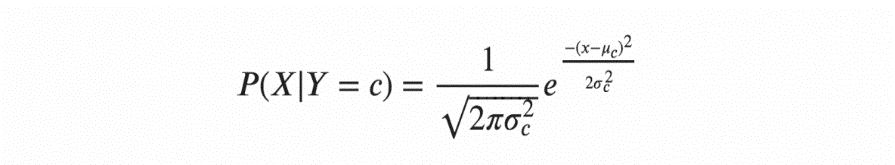 P(X|Y = c) = \frac{1}{\sqrt{2\pi\sigma_c^2}} e^{\frac{-(x-\mu_c)^2}{2\sigma_c^2}}